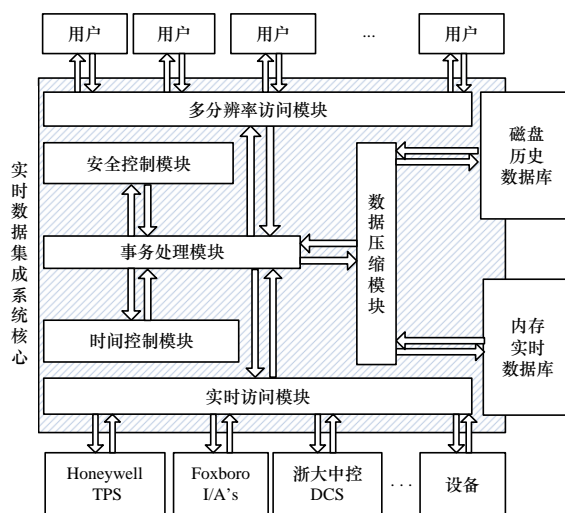 用户
用户
用户
...
用户
多分辨率访问模块
磁盘
历史
数据库
安全控制模块
实时数据集成系统核心
数据压缩模块
事务处理模块
时间控制模块
内存
实时
数据库
实时访问模块
Honeywell
TPS
Foxboro
I/A's
浙大中控
DCS
...
设备